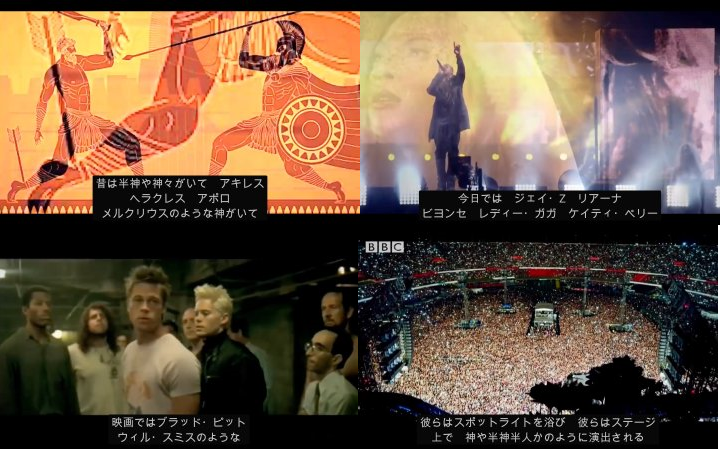 昔は半神や神々がいて アキレス
ヘラクレス アポロ
メルクリウスのような神がいて
今日では ジェイ・Z リアーナ
ビヨンセ レディー・ガガ ケイティ・ペリー
映画ではブラッド・ピット
ウィル・スミスのような
BBC
彼らはスポットライトを浴び 彼らはステージ
上で 神や半神半人かのように演出される